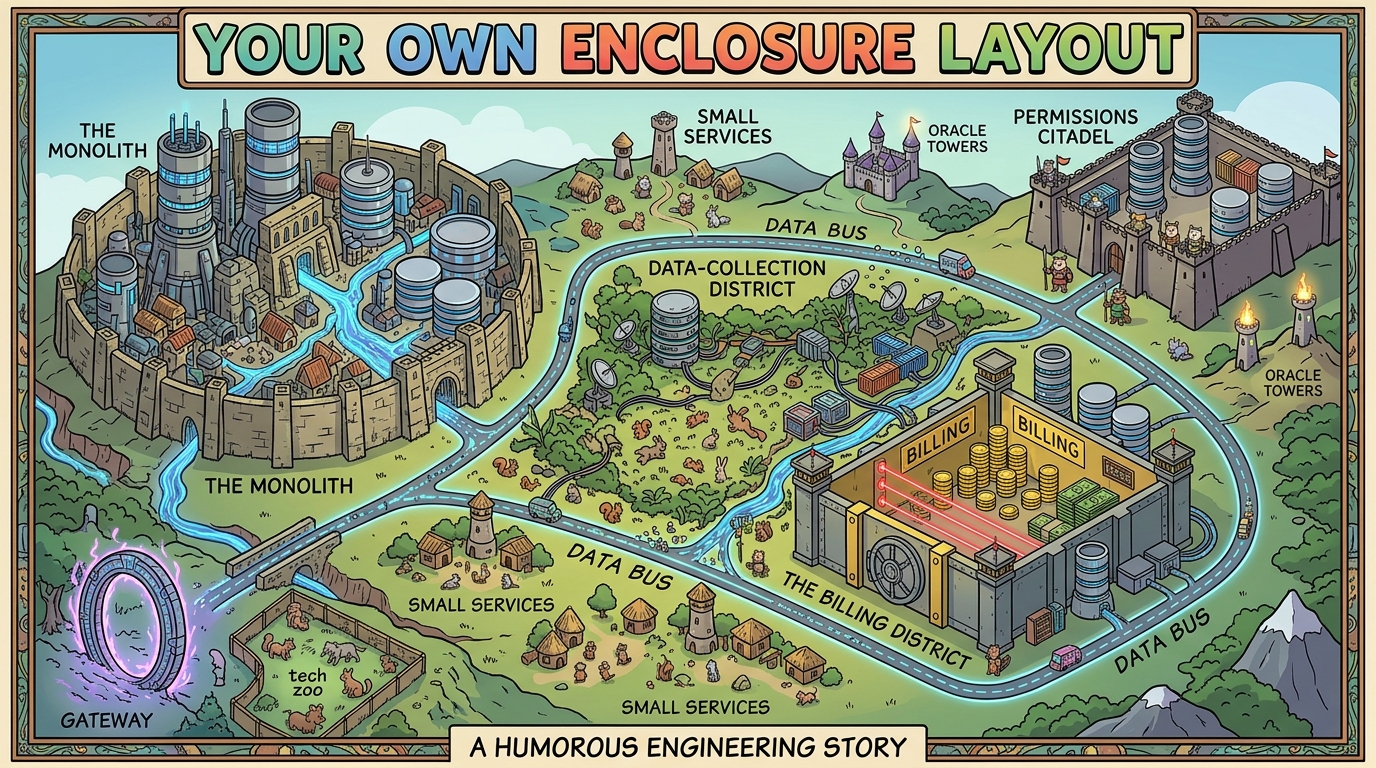 YOUR OWN ENCLOSURE LAYOUT
THE
MONOLITH
SMALL
SERVICES
ORACLE
TOWERS
PERMISSIONS
CITADEL
DATA BUS
DATA-COLLECTION
DISTRICT
ORACLE
TOWERS
BILLING
BILLING
THE MONOLITH
DATA BUS
SMALL SERVICES
THE BILLING DISTRICT
DATA BUS
tech
zoo
SMALL SERVICES
GATEWAY
A HUMOROUS ENGINEERING STORY